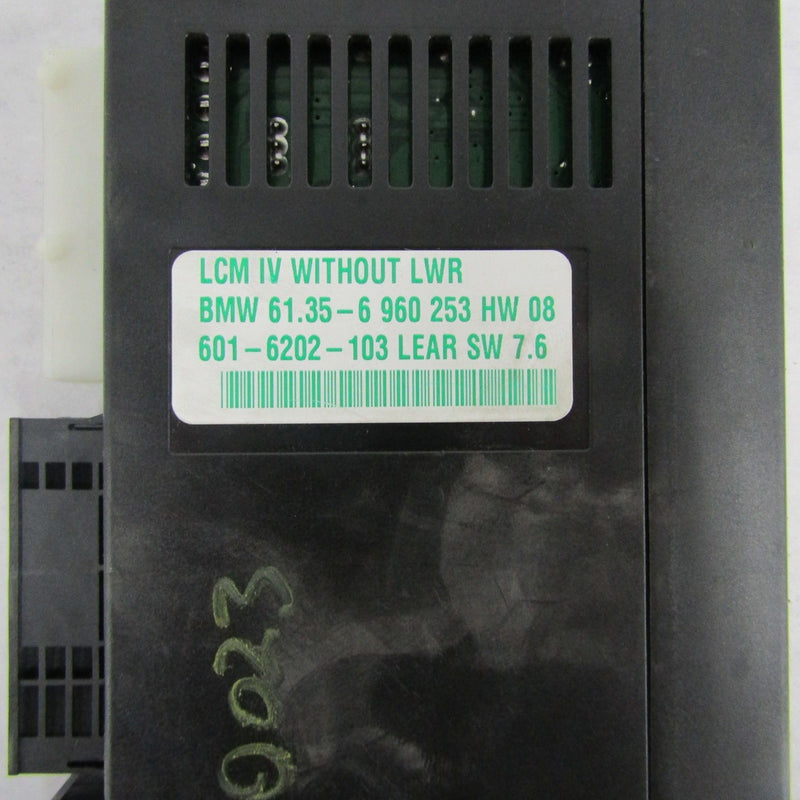 LCM IV WITHOUT LWR
BMW 61.35-6 960 253 HW 08
601-6202-103 LEAR SW 7.6
9023